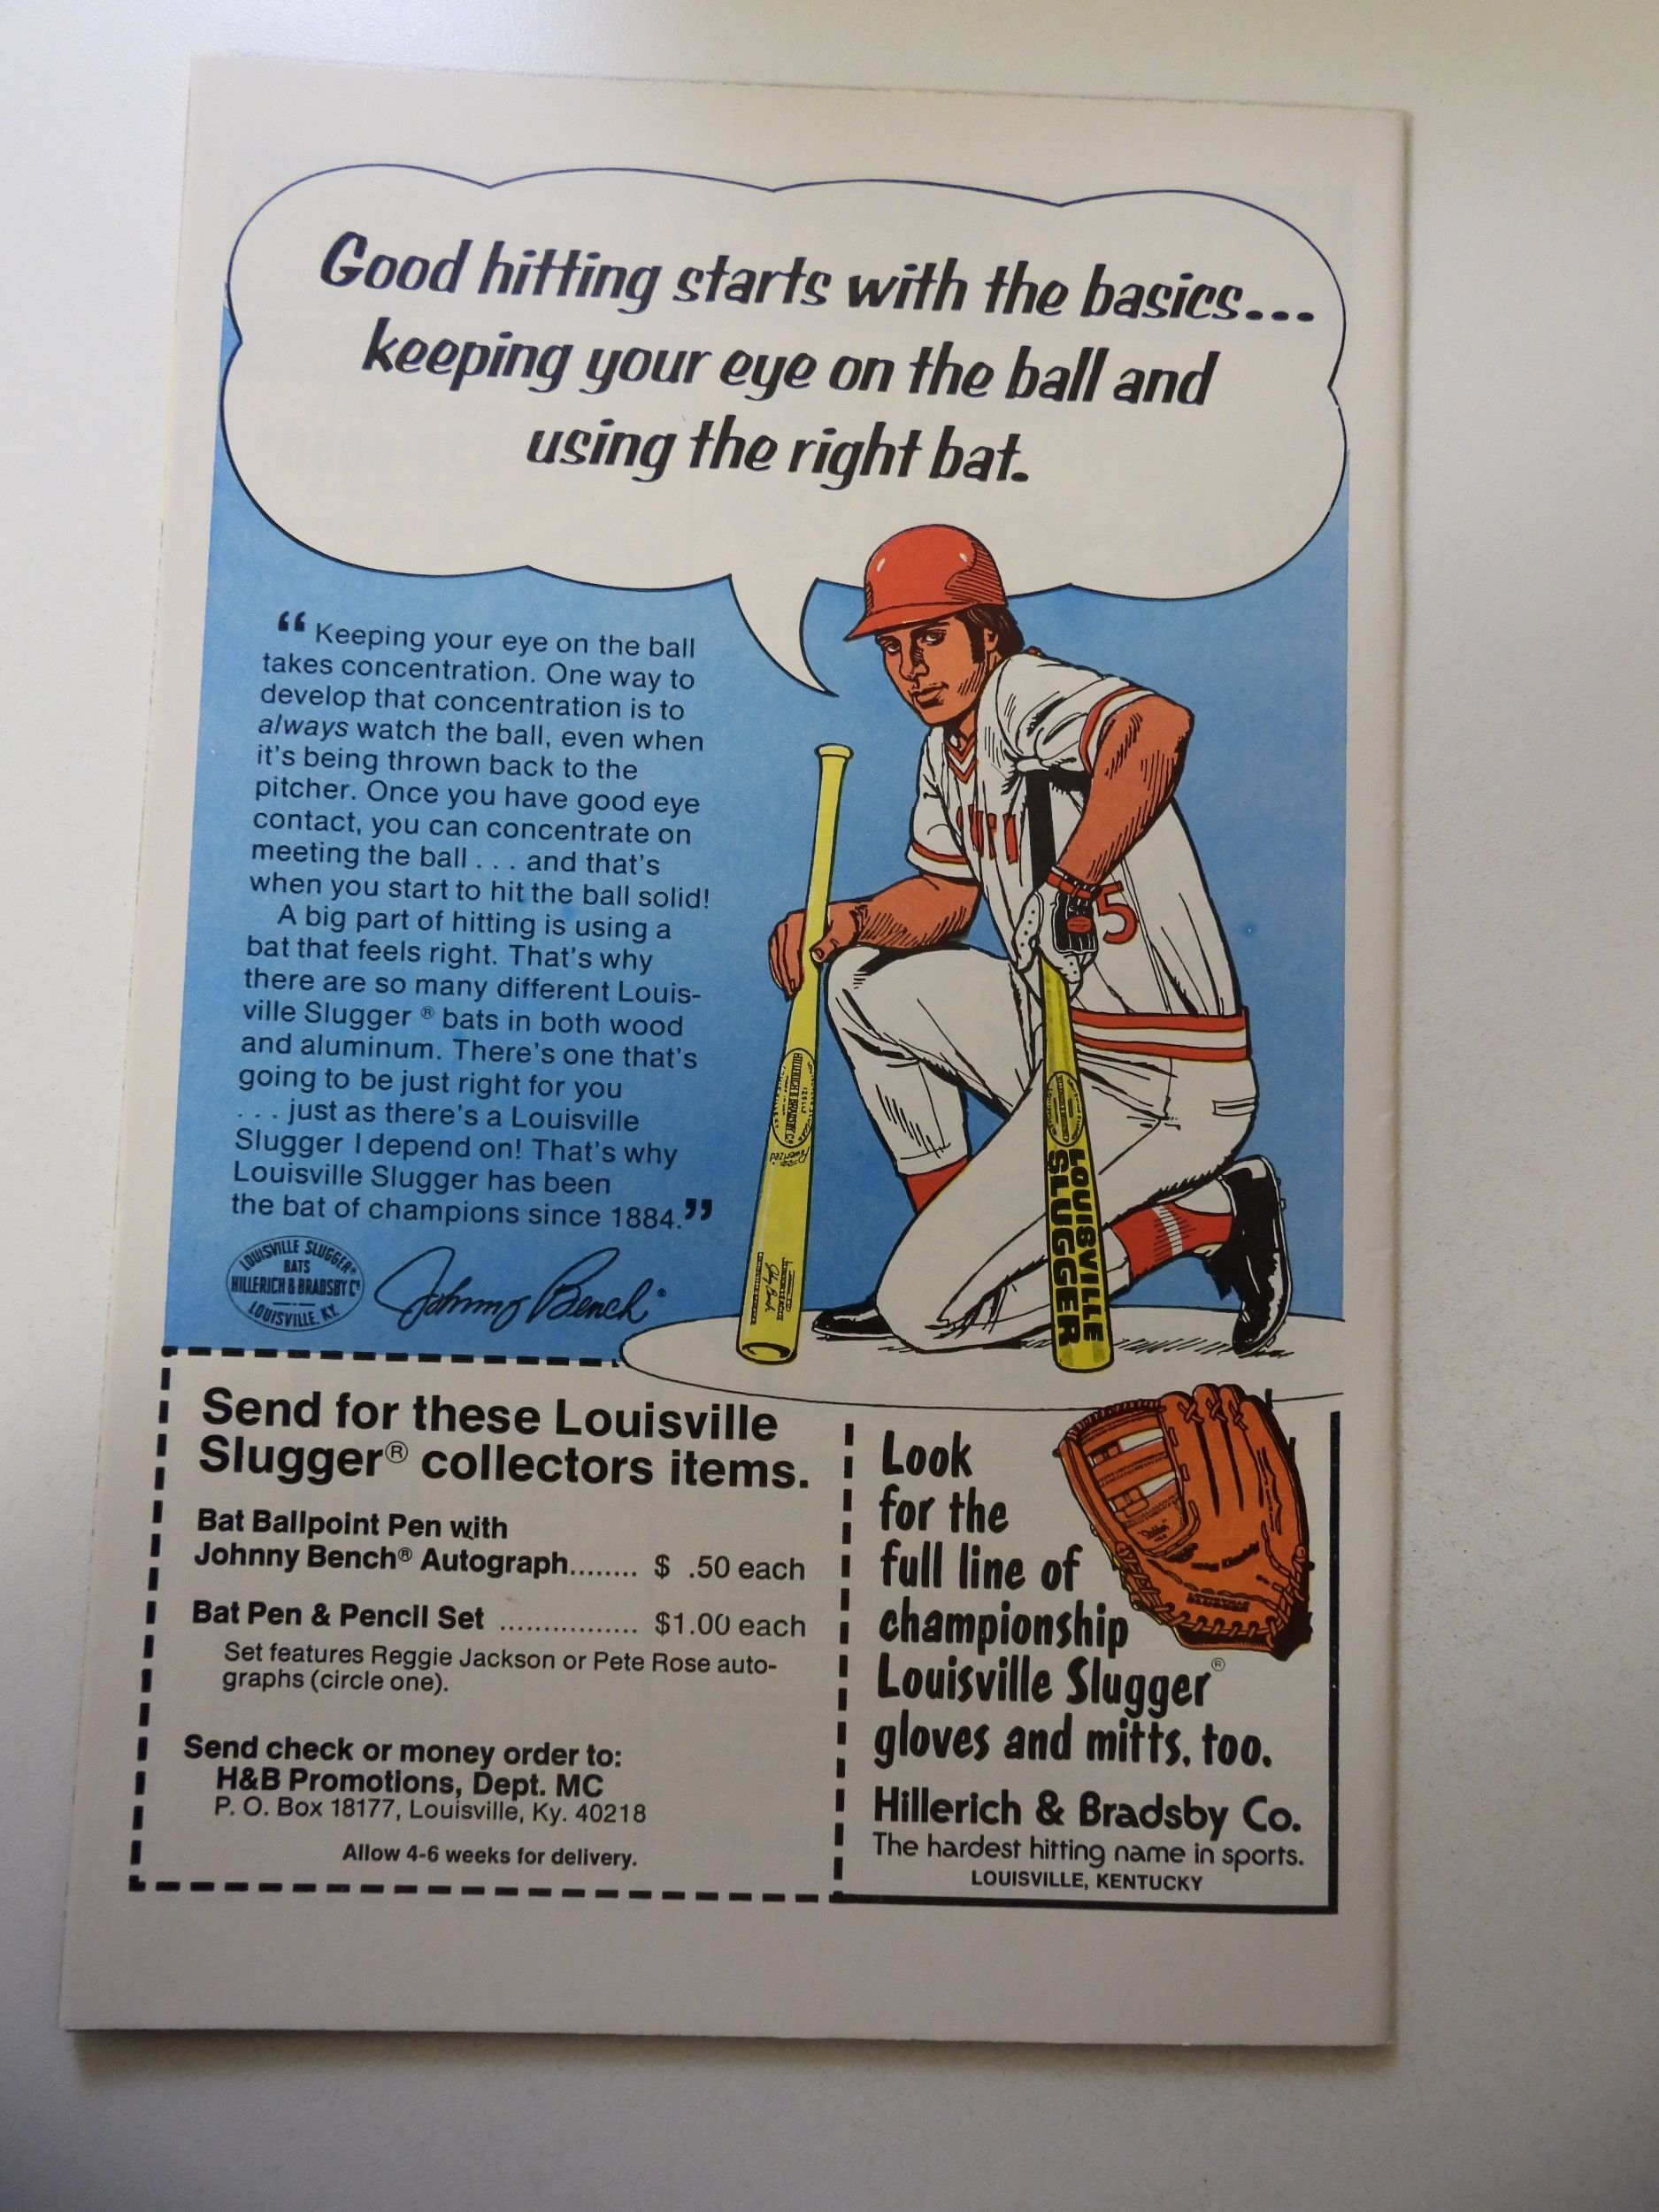 Good hitting starts with the basics...
keeping your eye on the ball and
using the right bat.
“ Keeping your eye on the ball
takes concentration. One way to
develop that concentration is to
always watch the ball, even when
it's being thrown back to the
pitcher. Once you have good eye
contact, you can concentrate on
meeting the ball . . . and that's
when you start to hit the ball solid!
A big part of hitting is using a
bat that feels right. That's why
there are so many different Louis-
ville Slugger ® bats in both wood
and aluminum. There's one that's
going to be just right for you
. . . just as there's a Louisville
Slugger I depend on! That's why
Louisville Slugger has been
the bat of champions since 1884.”
LOUISVILLE SLUGGER®
BATS
HILLERICH & BRADSBY Co
LOUISVILLE. KY.
Johnny Bench
5
HILLERICH & BRADSBY Co
LOUISVILLE
SLUGGER
Send for these Louisville
Slugger® collectors items.
Bat Ballpoint Pen with
Johnny Bench® Autograph........ $ .50 each
Bat Pen & Pencil Set ................ $1.00 each
Set features Reggie Jackson or Pete Rose auto-
graphs (circle one).
Send check or money order to:
H&B Promotions, Dept. MC
P. O. Box 18177, Louisville, Ky. 40218
Allow 4-6 weeks for delivery.
Look
for the
full line of
championship
Louisville Slugger®
gloves and mitts, too.
Hillerich & Bradsby Co.
The hardest hitting name in sports.
LOUISVILLE, KENTUCKY